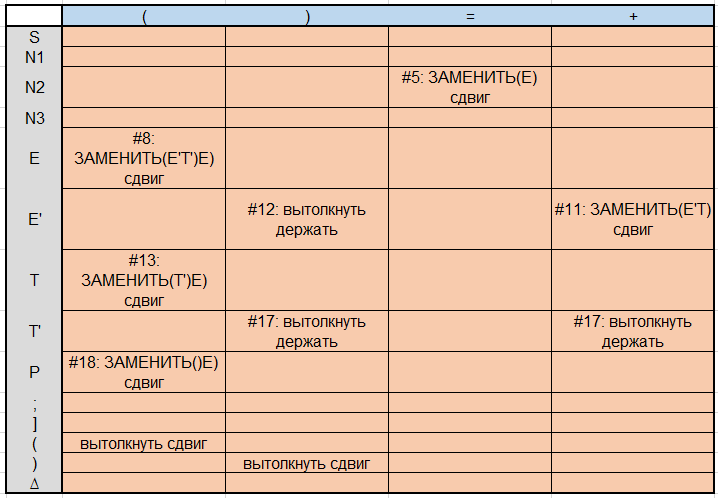 ( ) = +
S
N1
N2 #5: ЗАМЕНИТЬ(E)
сдвиг
N3
E #8:
ЗАМЕНИТЬ(E'T')E)
сдвиг
E' #12: вытолкнуть
держать #11: ЗАМЕНИТЬ(E'T)
сдвиг
T #13:
ЗАМЕНИТЬ(T')E)
сдвиг
T' #17: вытолкнуть
держать #17: вытолкнуть
держать
P #18: ЗАМЕНИТЬ()E)
сдвиг
;
]
( вытолкнуть сдвиг
) вытолкнуть сдвиг
Δ